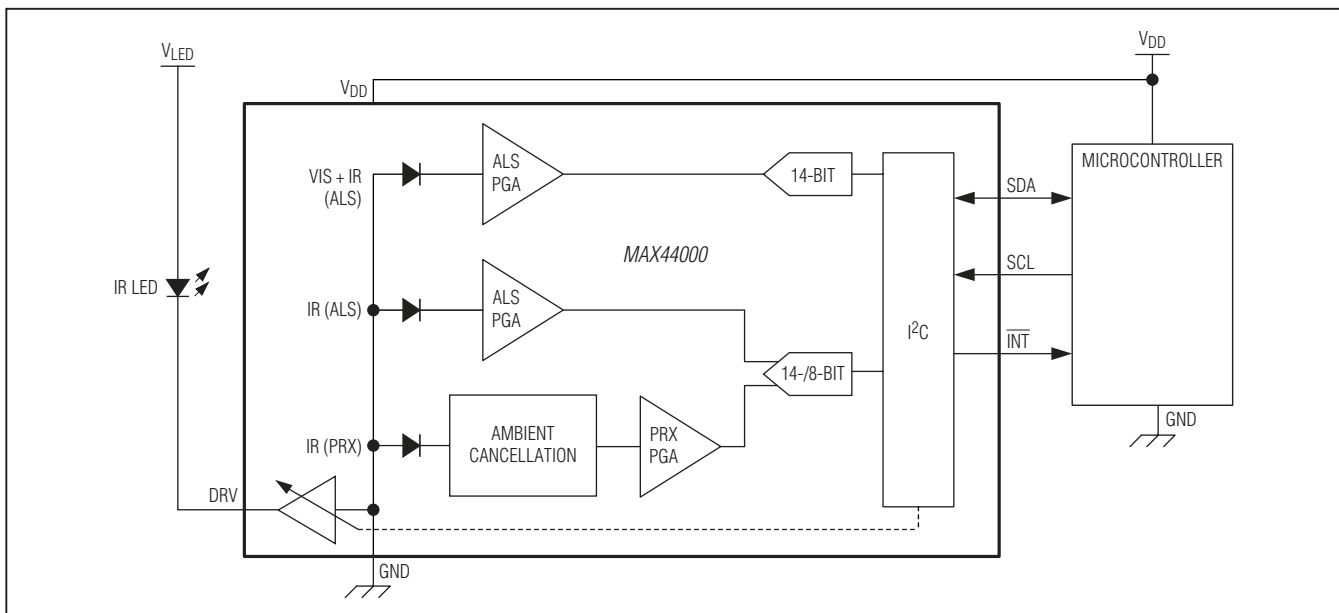 VLED
VDD
VDD
VIS + IR
(ALS)
ALS
PGA
14-BIT
MICROCONTROLLER
SDA
MAX44000
SCL
IR LED
IR (ALS)
ALS
PGA
I2C
INT
14-/8-BIT
IR (PRX)
AMBIENT
CANCELLATION
PRX
PGA
GND
DRV
GND